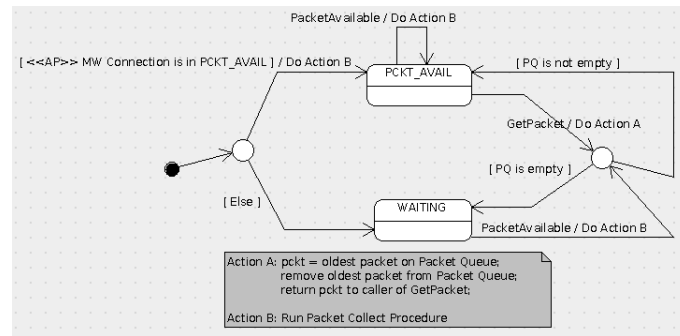 PacketAvailable / Do Action B
[ <<AP>> MW Connection is in PCKT_AVAIL ] / Do Action B
PCKT_AVAIL
[ PQ is not empty ]
GetPacket / Do Action A
[ PQ is empty ]
[ Else ]
WAITING
PacketAvailable / Do Action B
Action A: pckt = oldest packet on Packet Queue;
remove oldest packet from Packet Queue;
return pckt to caller of GetPacket;
Action B: Run Packet Collect Procedure